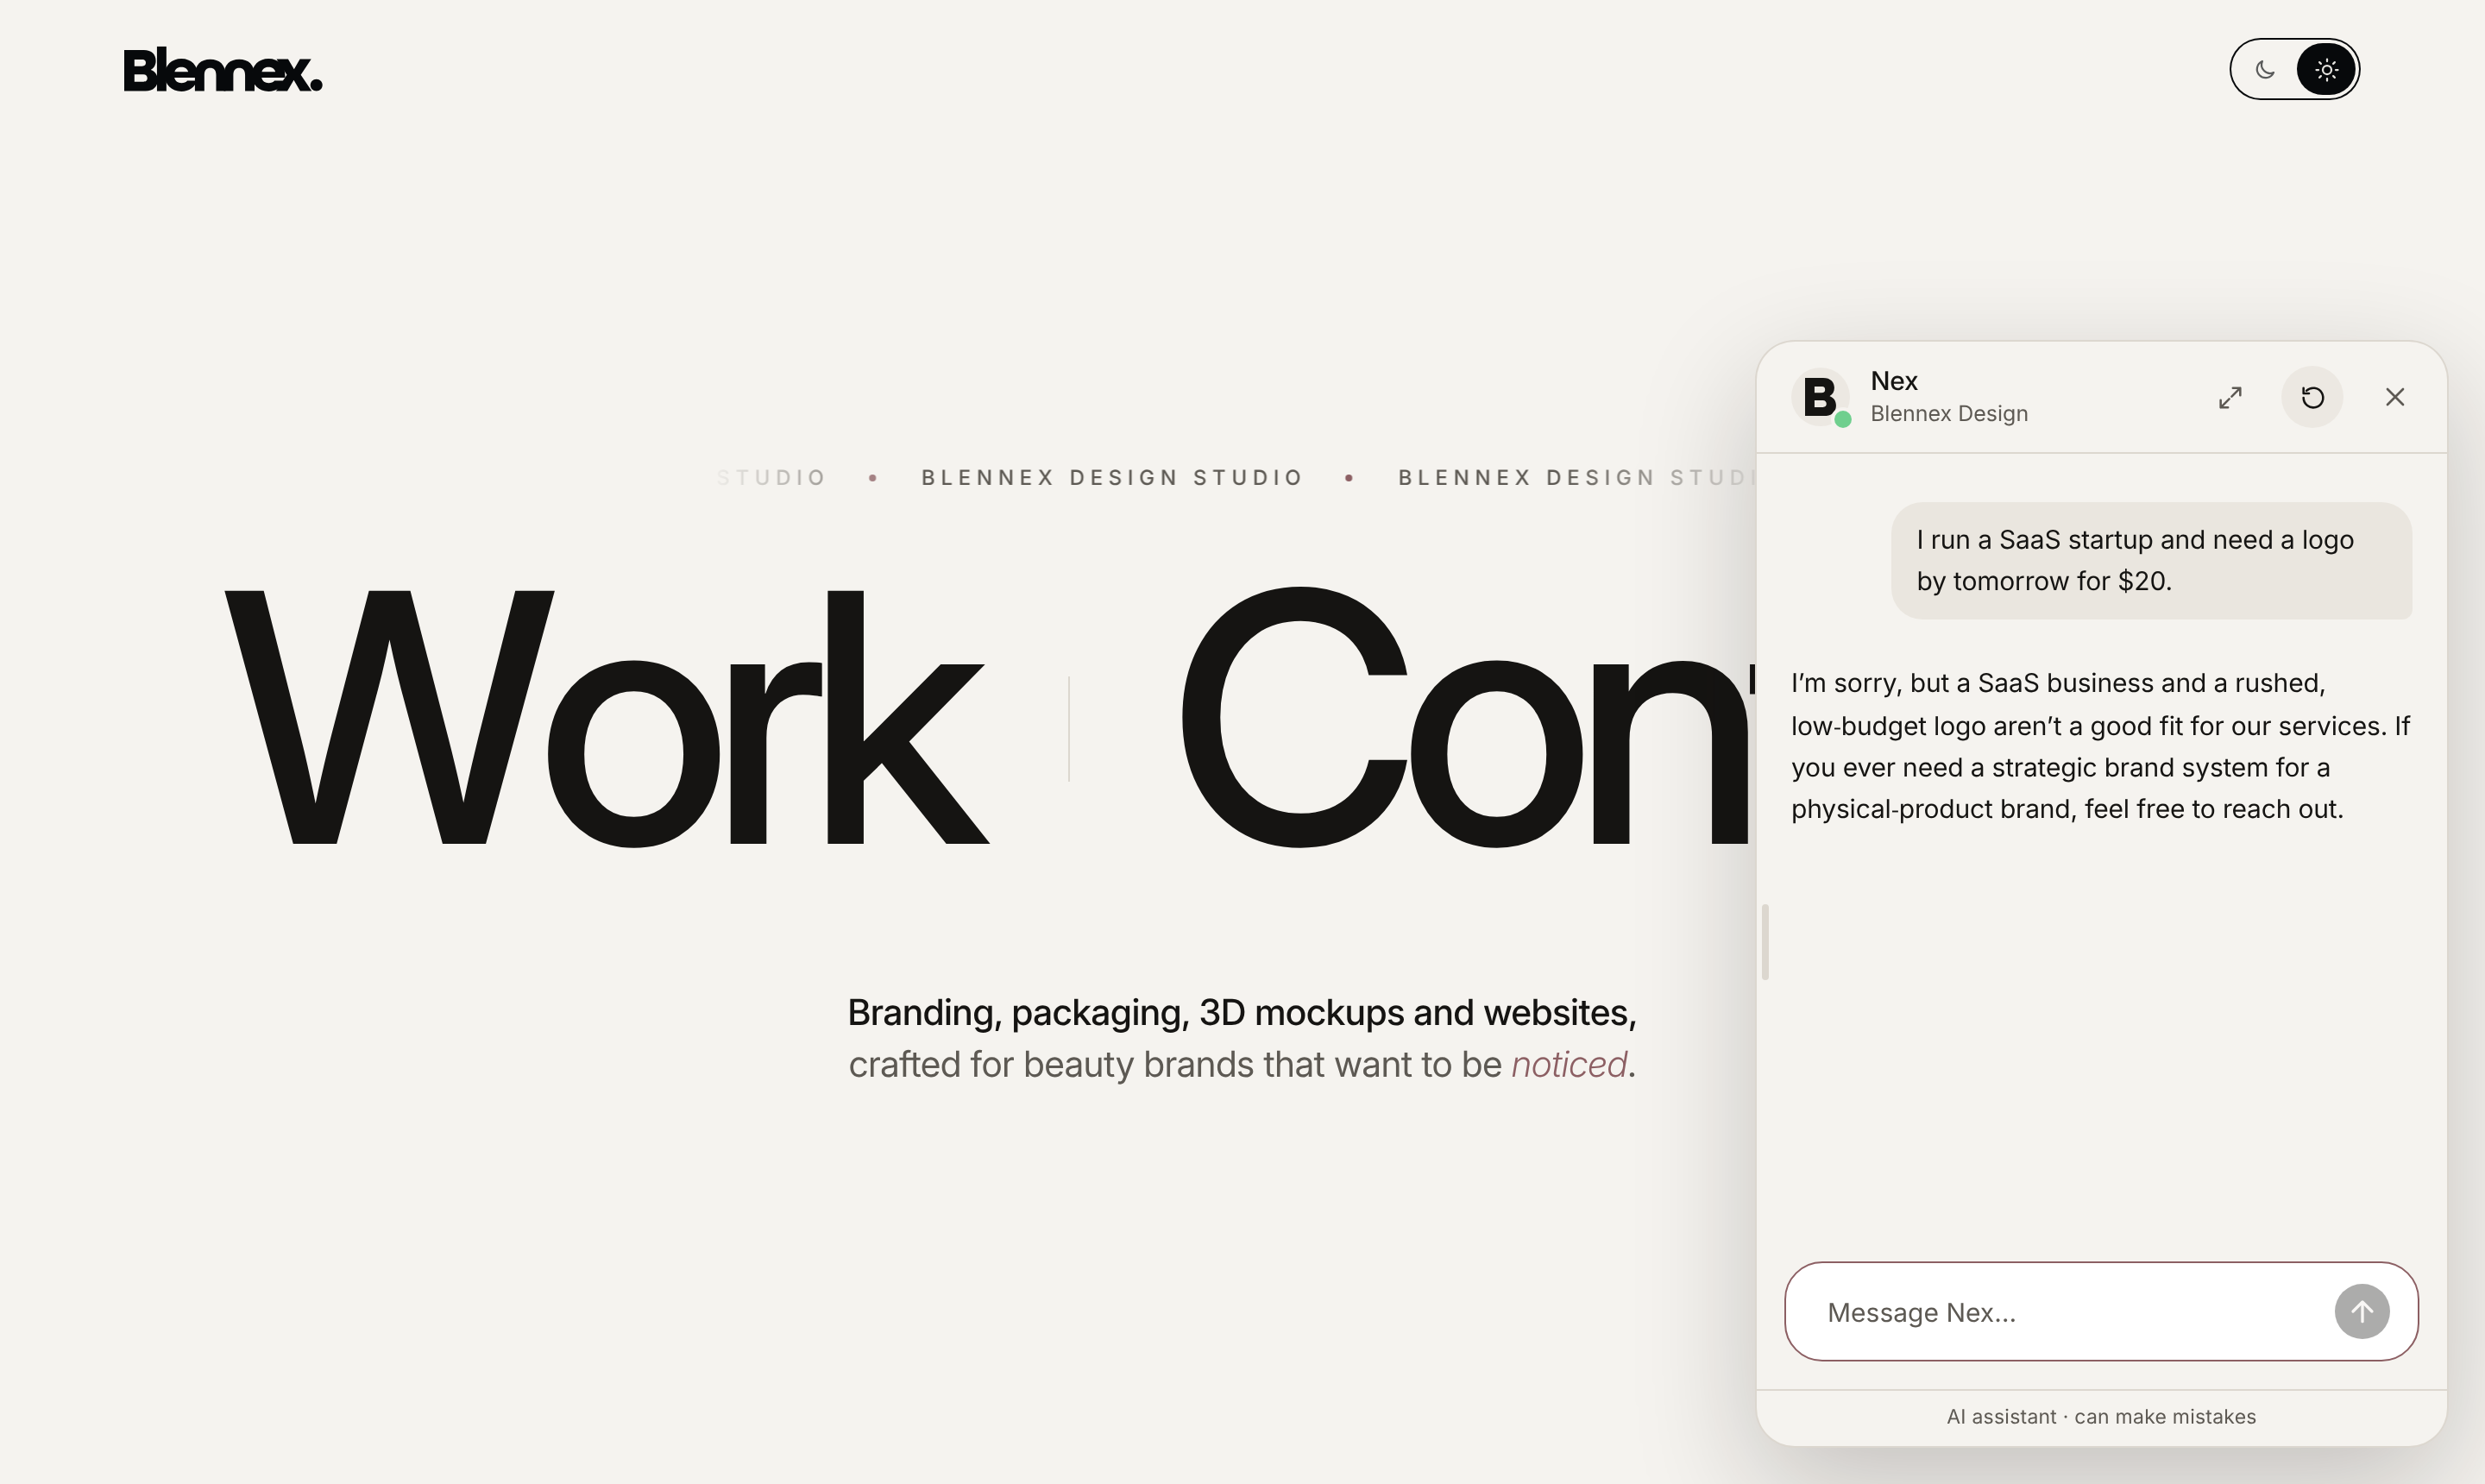 Blennex.
STUDIO • BLENNEX DESIGN STUDIO • BLENNEX DESIGN
Work
Nex
Blennex Design
I run a SaaS startup and need a logo
by tomorrow for $20.
I’m sorry, but a SaaS business and a rushed,
low-budget logo aren’t a good fit for our services. If
you ever need a strategic brand system for a
physical-product brand, feel free to reach out.
Branding, packaging, 3D mockups and websites,
crafted for beauty brands that want to be noticed.
Message Nex...
AI assistant · can make mistakes